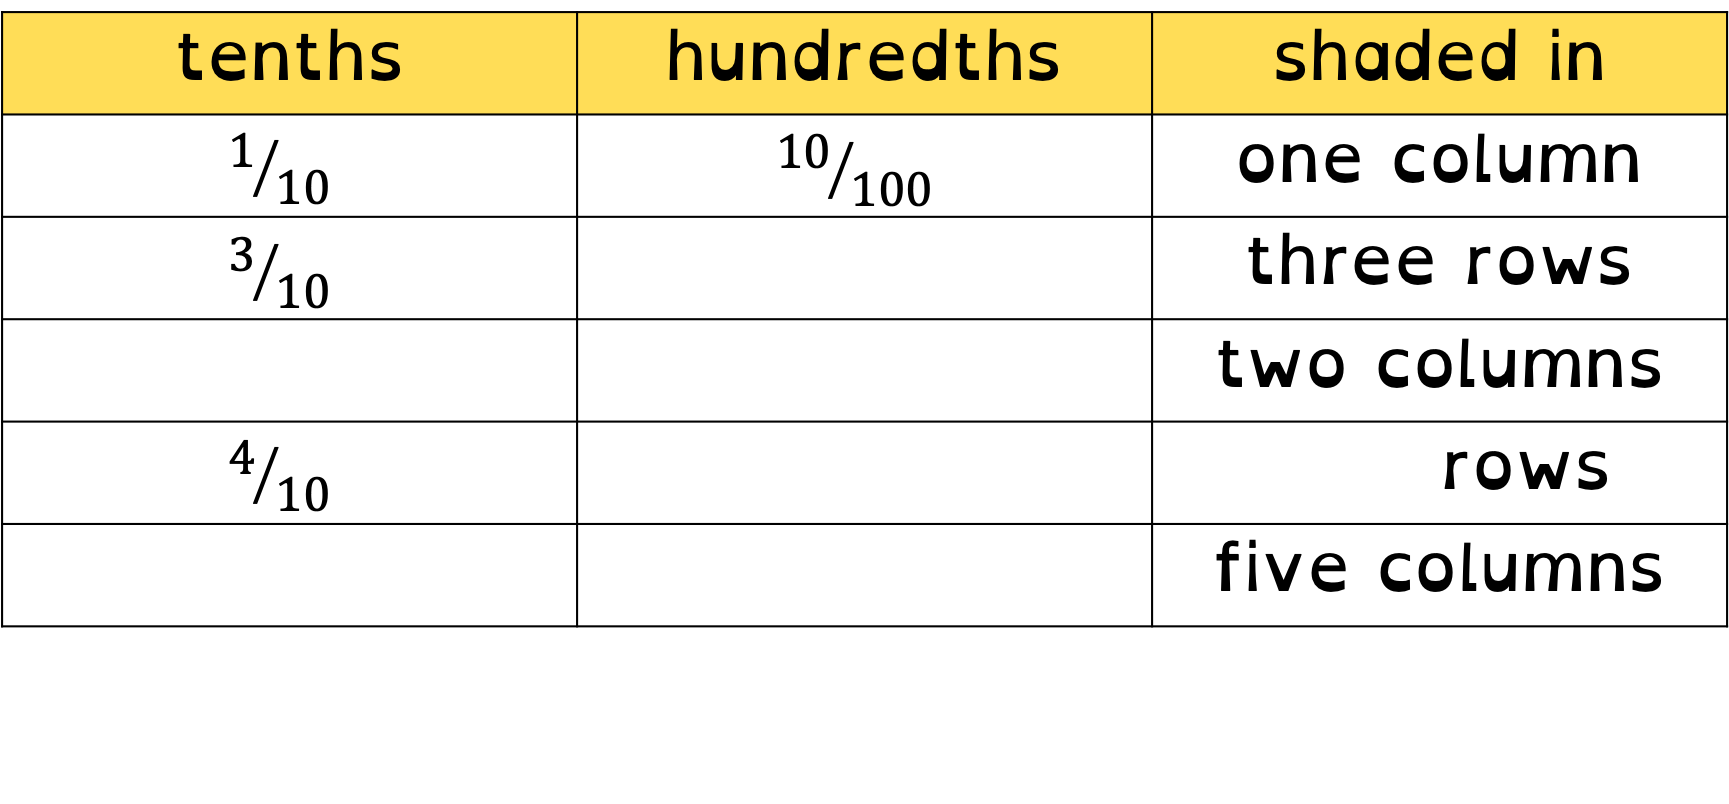 tenths hundredths shaded in
1/10 10/100 one column
3/10 three rows
two columns
4/10 rows
five columns